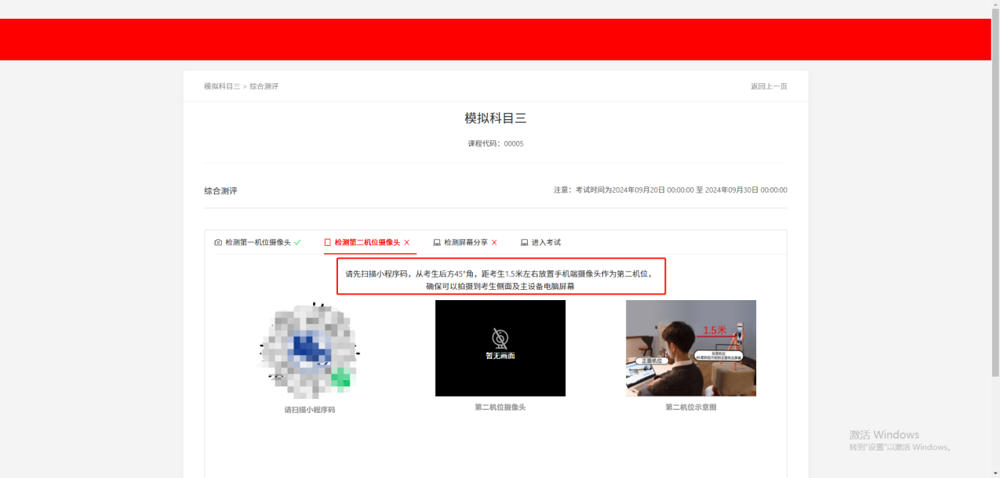 模拟科目三 > 综合测评
返回上一页
模拟科目三
课程代码：00005
综合测评
注意：考试时间为2024年09月20日 00:00:00 至 2024年09月30日 00:00:00
检测第一机位摄像头
检测第二机位摄像头
检测屏幕分享
进入考试
请先扫描小程序码，从考生后方45°角，距考生1.5米左右放置手机端摄像头作为第二机位，
确保可以拍摄到考生侧面及主设备电脑屏幕
暂无画面
1.5米
正面机位
请扫描小程序码
第二机位摄像头
第二机位示意图
激活 Windows
转到"设置"以激活 Windows。